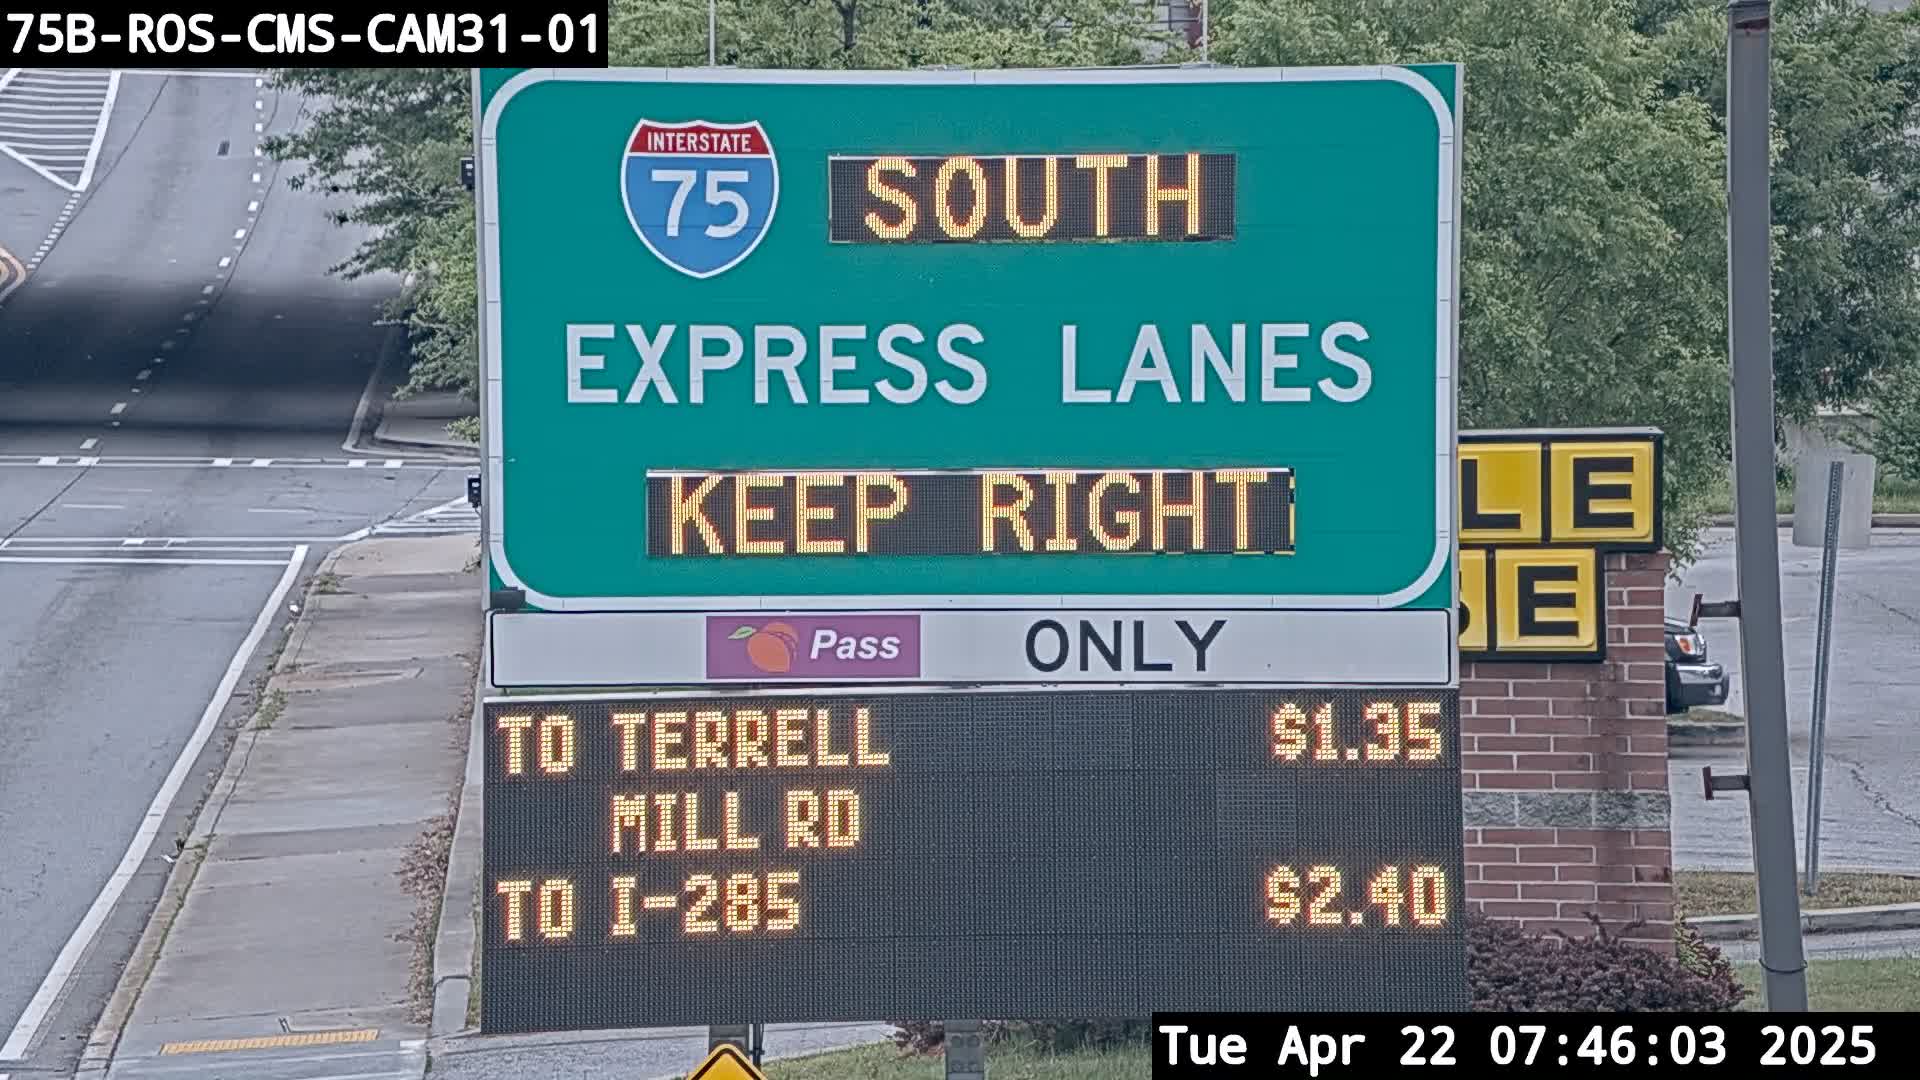 75B-ROS-CMS-CAM31-01
INTERSTATE
75
SOUTH
EXPRESS LANES
KEEP RIGHT
Pass ONLY
TO TERRELL $1.35
MILL RD
TO I-285 $2.40
LE
E
Tue Apr 22 07:46:03 2025